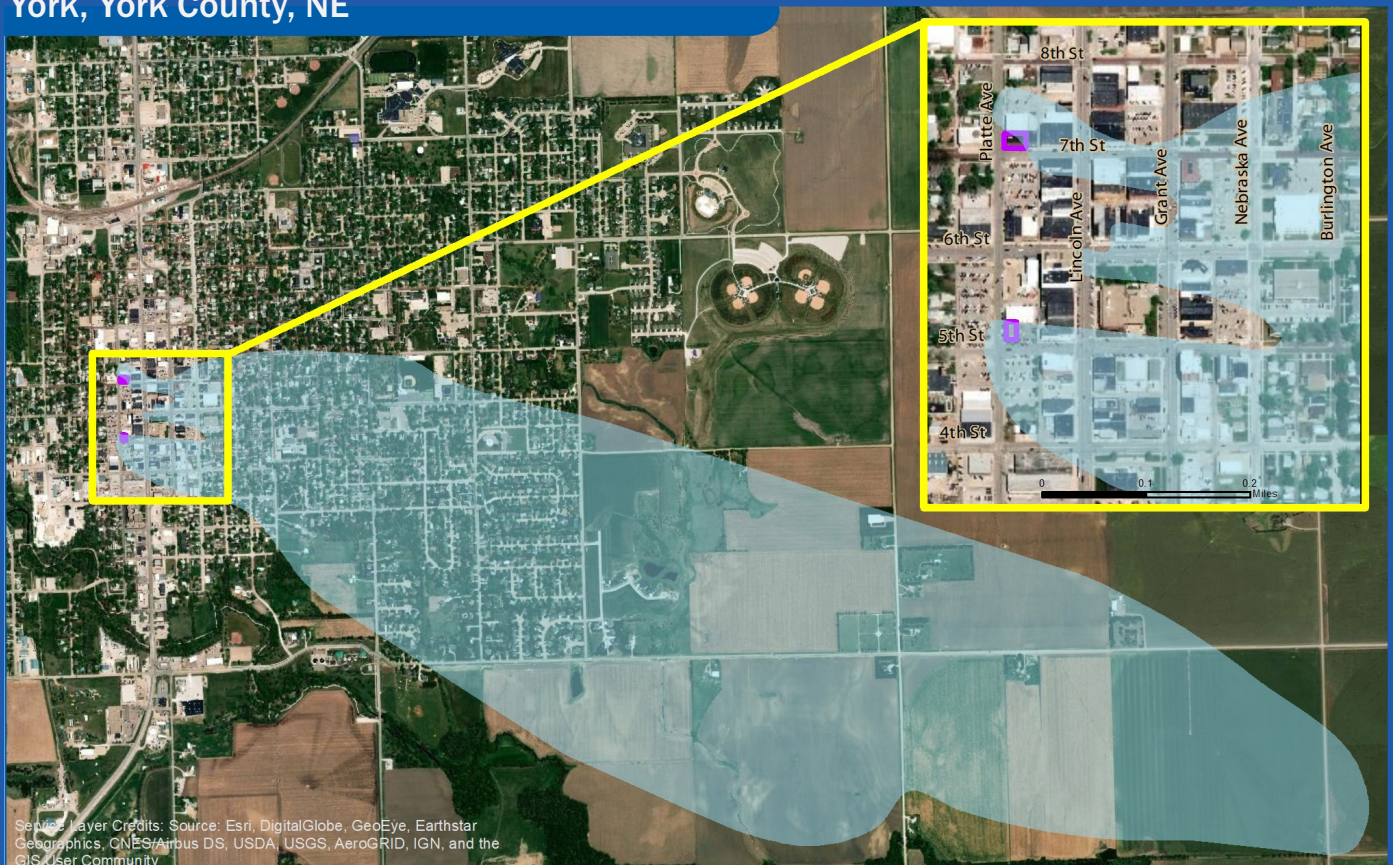 York, York County, NE
8th St
Platte Ave
7th St
Grant Ave
Nebraska Ave
Burlington Ave
Lincoln Ave
6th St
5th St
4th St
0 0.1 0.2
Miles
Service Layer Credits: Source: Esri, DigitalGlobe, GeoEye, Earthstar
Geographics, CNES/Airbus DS, USDA, USGS, AeroGRID, IGN, and the
GIS User Community